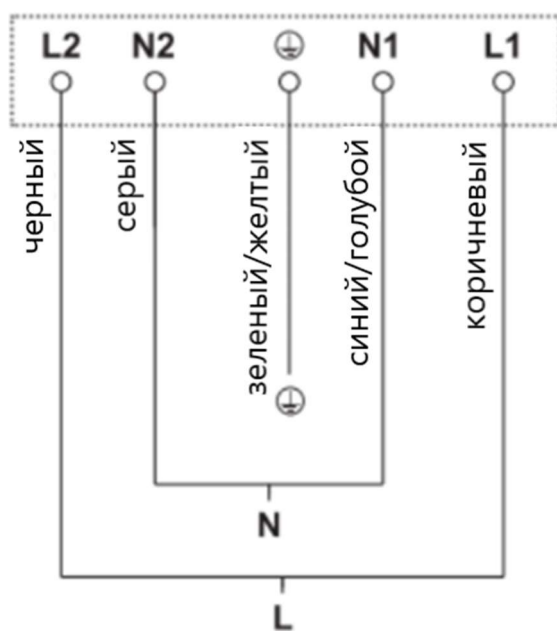 L2 N2 N1 L1
черный
серый
зеленый/желтый
синий/голубой
коричневый
N
L